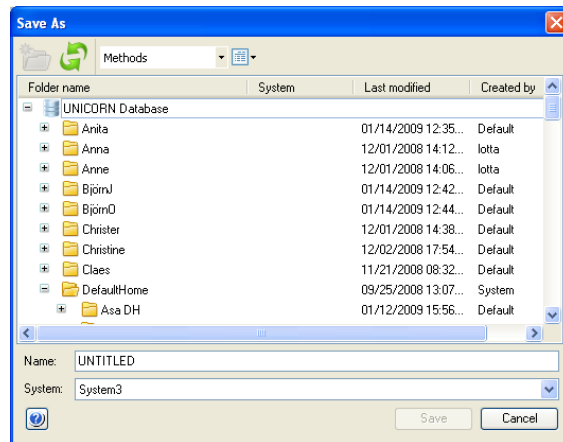 Save As
Methods
Folder name System Last modified Created by
UNICORN Database
Anita 01/14/2009 12:35... Default
Anna 12/01/2008 14:12... lotta
Anne 12/01/2008 14:06... lotta
BjörnJ 01/14/2009 12:42... Default
BjörnO 01/14/2009 12:44... Default
Christer 12/01/2008 14:38... Default
Christine 12/02/2008 17:54... Default
Claes 11/21/2008 08:32... Default
DefaultHome 09/25/2008 13:07... System
Asa DH 01/12/2009 15:56... Default
Name: UNTITLED
System: System3
Save Cancel